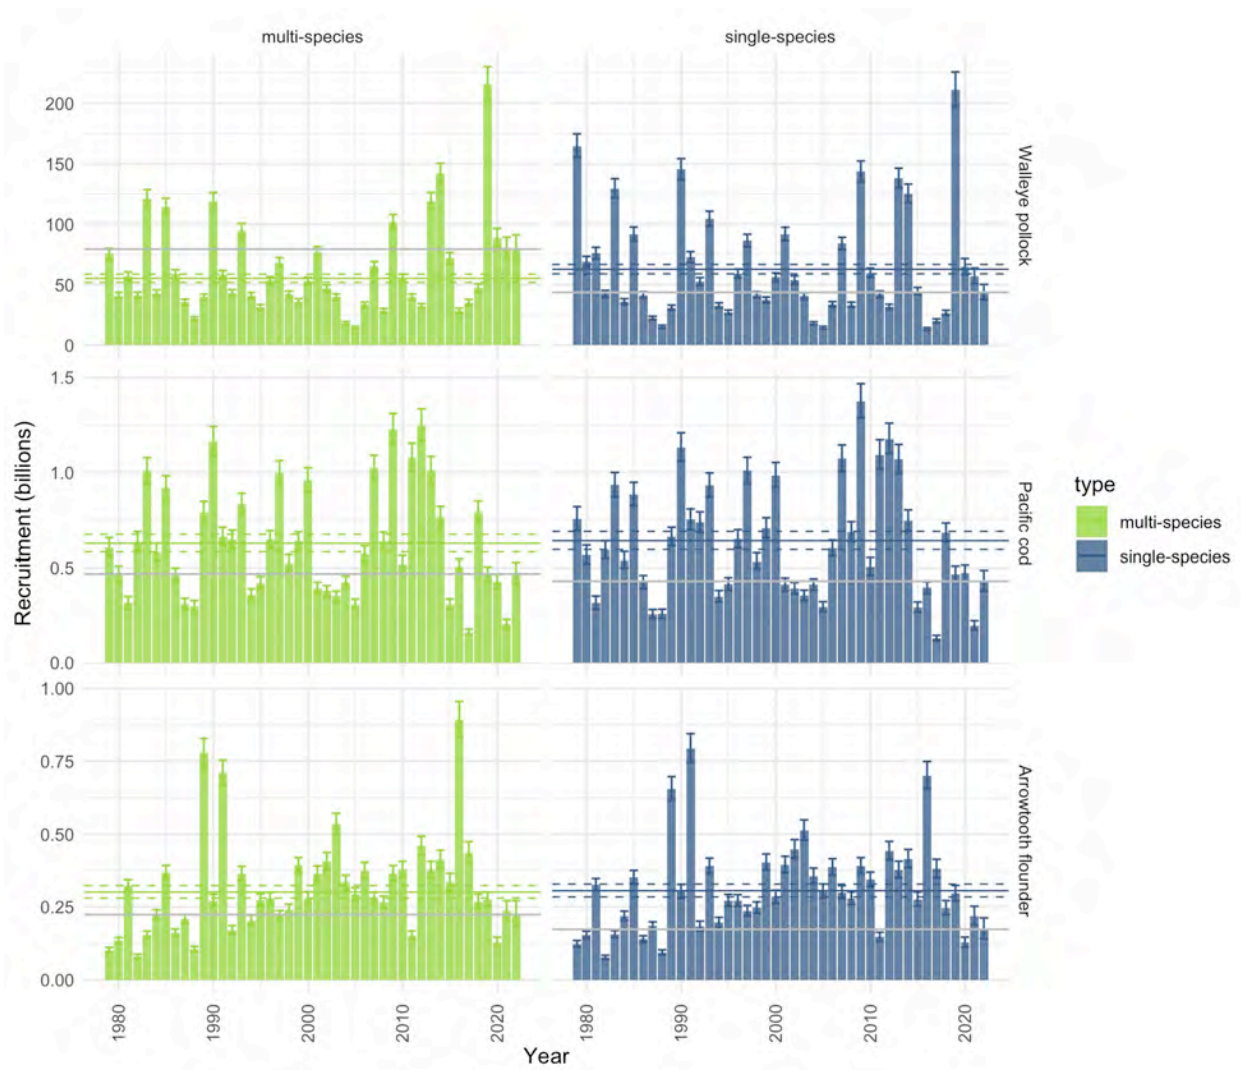 multi-species
single-species
200
150
100
50
0
Walleye pollock
1.5
1.0
0.5
0.0
Pacific cod
1.00
0.75
0.50
0.25
0.00
Arrowtooth flounder
Recruitment (billions)
1980
1990
2000
2010
2020
1980
1990
2000
2010
2020
Year
type
multi-species
single-species